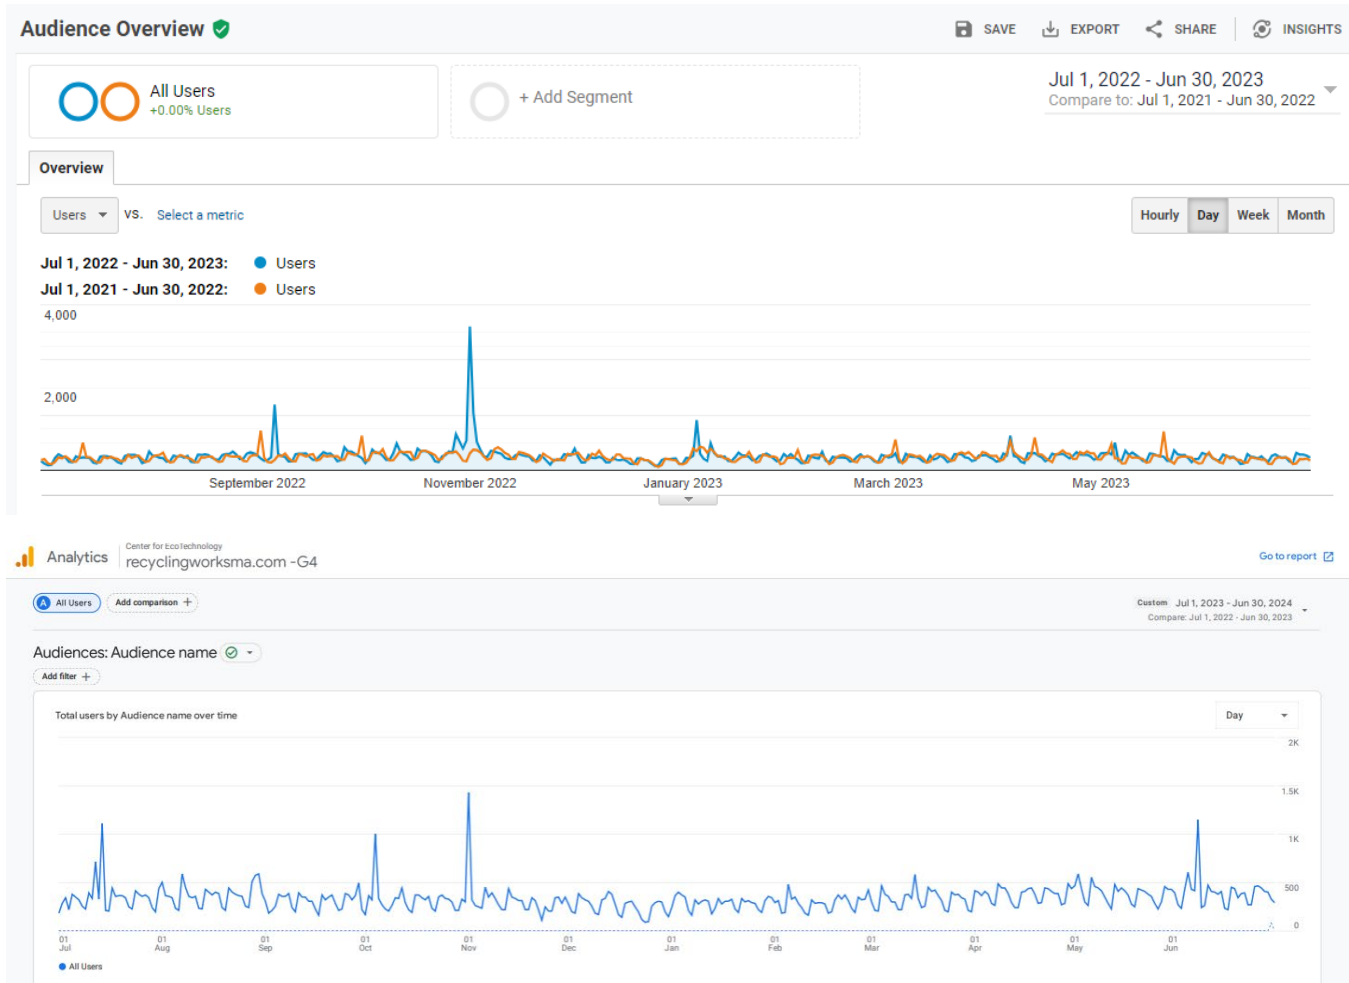 Audience Overview
SAVE EXPORT SHARE INSIGHTS
All Users
+0.00% Users
+ Add Segment
Jul 1, 2022 - Jun 30, 2023
Compare to: Jul 1, 2021 - Jun 30, 2022
Overview
Users VS. Select a metric
Hourly Day Week Month
Jul 1, 2022 - Jun 30, 2023: Users
Jul 1, 2021 - Jun 30, 2022: Users
4,000
2,000
September 2022 November 2022 January 2023 March 2023 May 2023
Analytics
Center for EcoTechnology
recyclingworksma.com -G4
Go to report
A All Users Add comparison +
Custom Jul 1, 2023 - Jun 30, 2024
Compare: Jul 1, 2022 - Jun 30, 2023
Audiences: Audience name
Add filter +
Total users by Audience name over time
Day
2K
1.5K
1K
500
0
01 01 01 01 01 01 01 01 01 01 01 01
Jul Aug Sep Oct Nov Dec Jan Feb Mar Apr May Jun
All Users